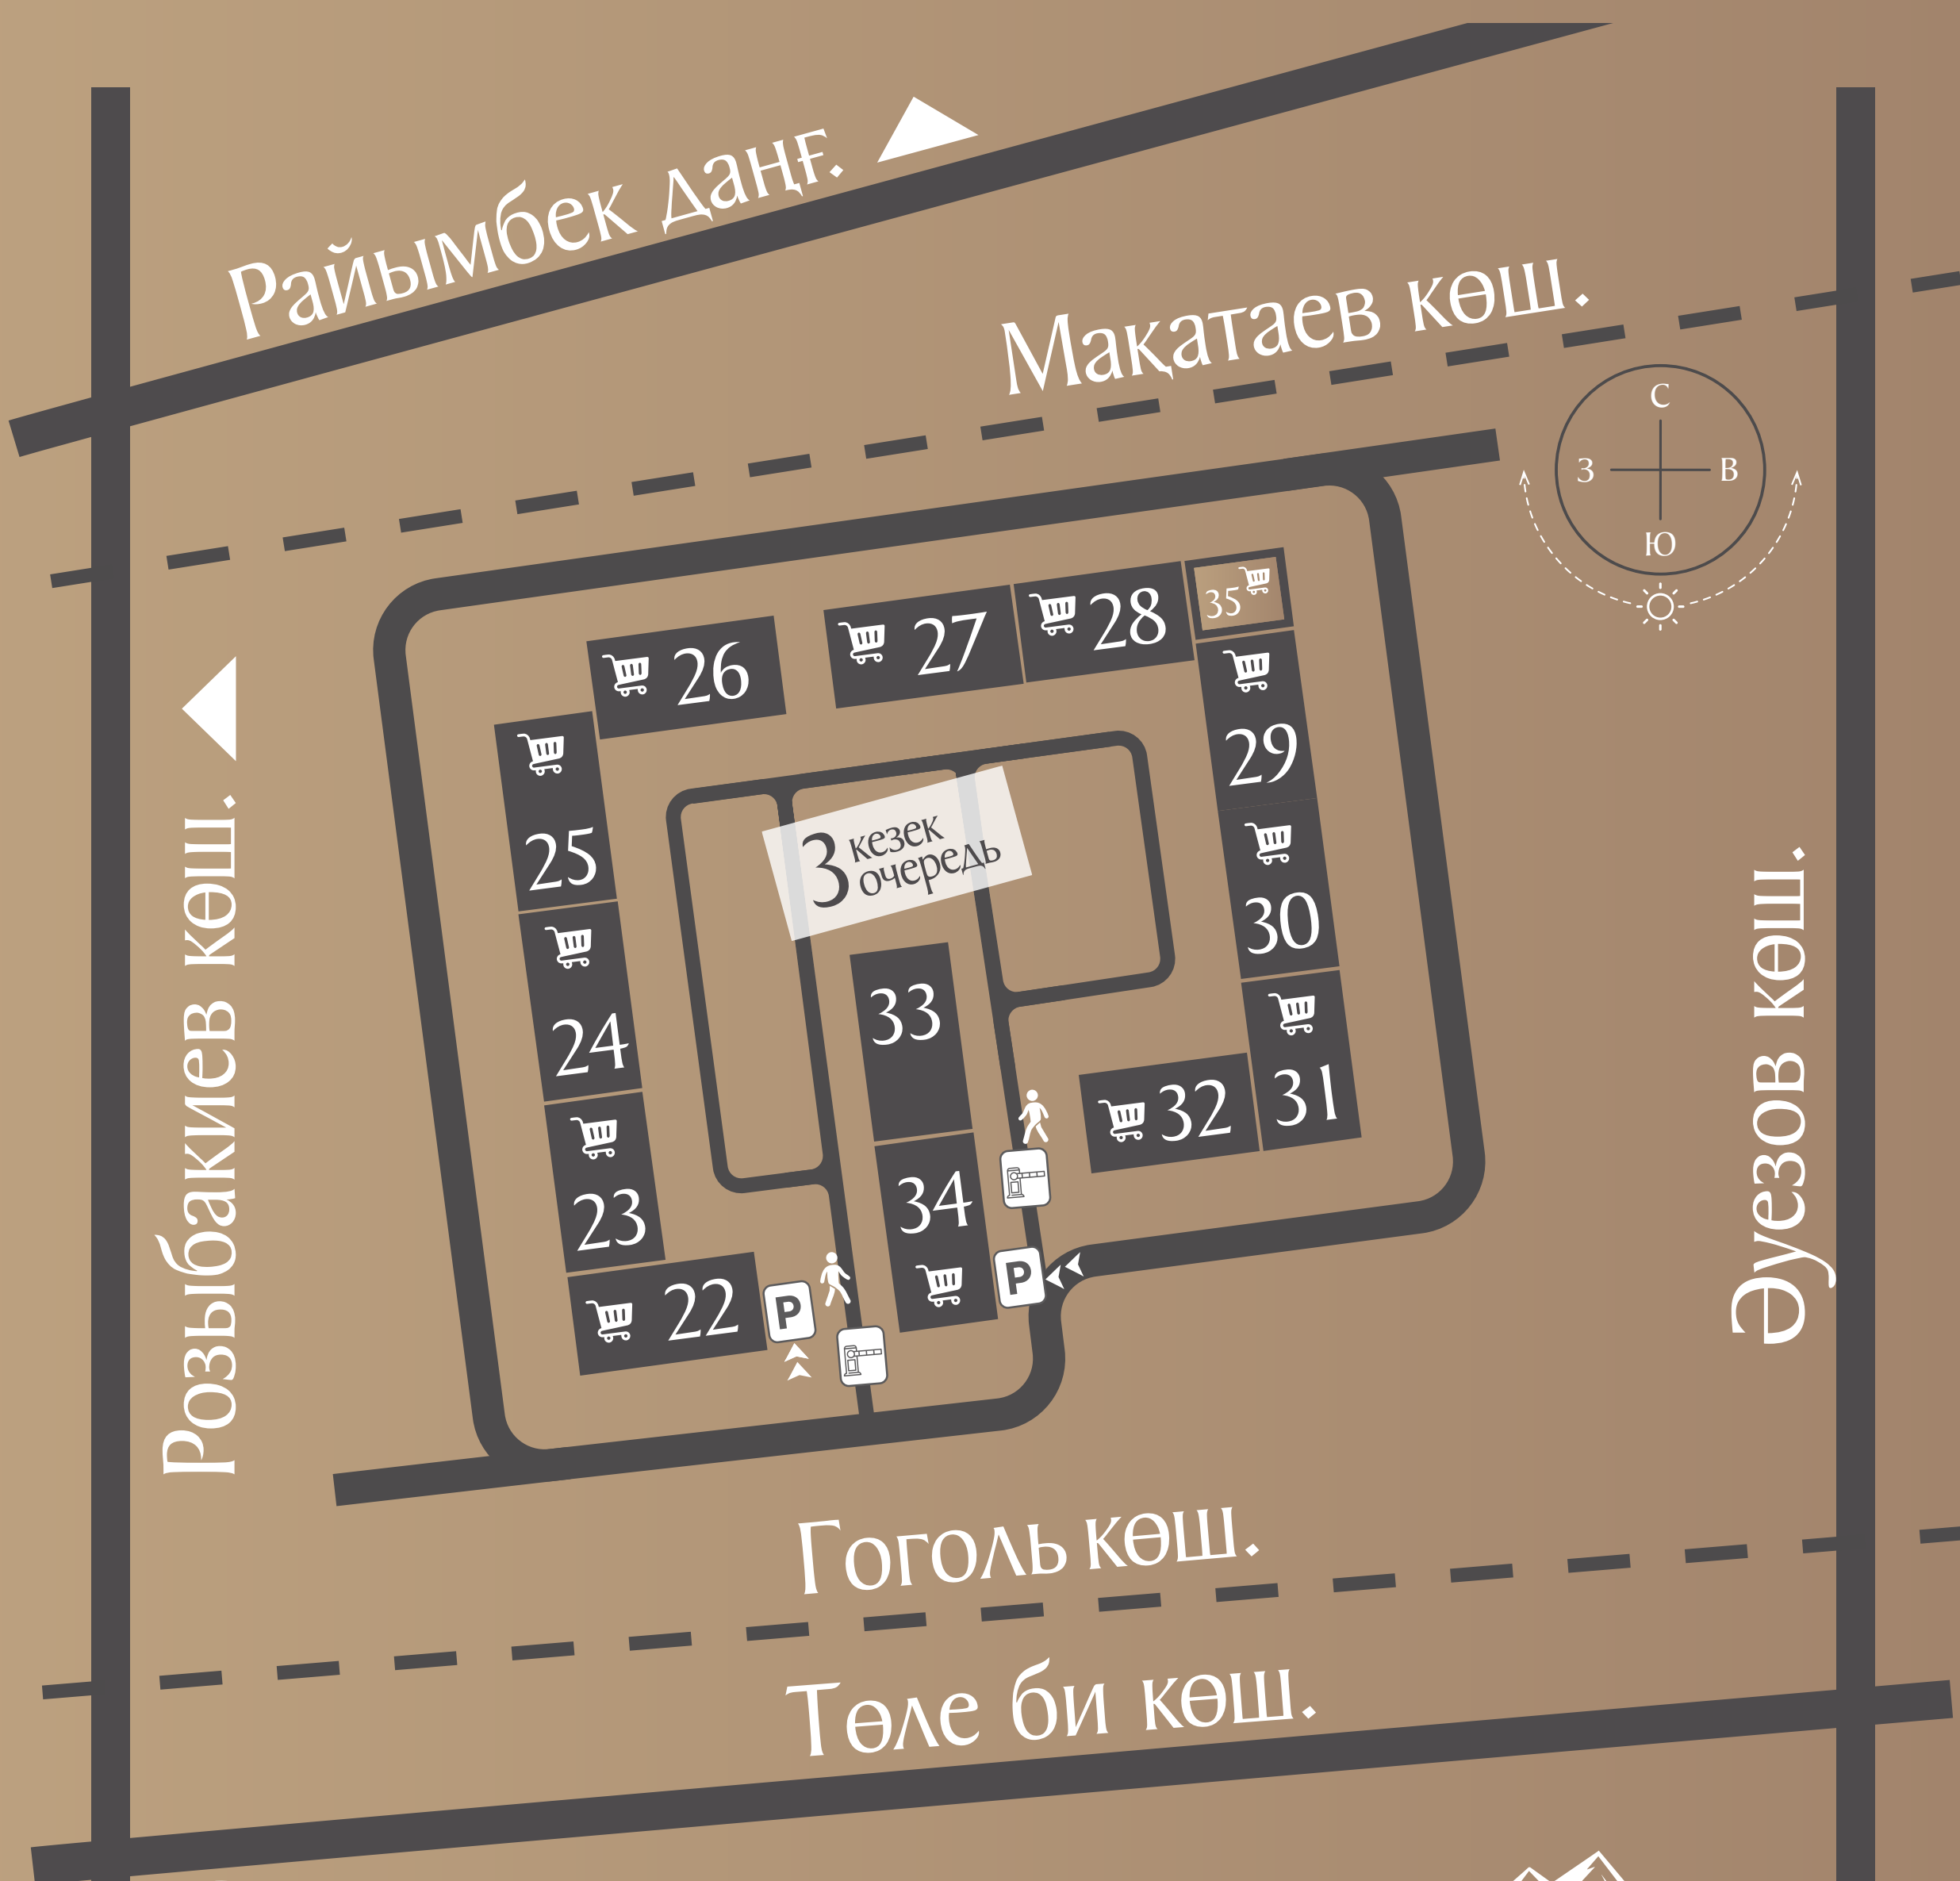 Райымбек даңғ.
Мақатаев көш.
С
З
В
Ю
35
28
27
26
29
25
3 кезек
очередь
30
24
33
31
32
23
34
22
P
P
Розыбакиев көш.
Әуезов көш.
Гоголь көш.
Төле би көш.